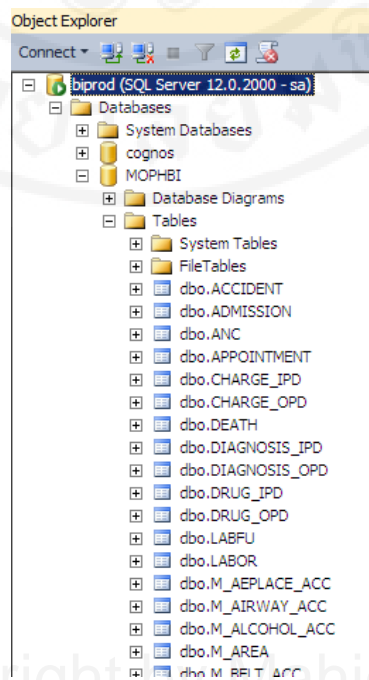 Object Explorer
Connect
biprod (SQL Server 12.0.2000 - sa)
Databases
System Databases
cognos
MOPHBI
Database Diagrams
Tables
System Tables
FileTables
dbo.ACCIDENT
dbo.ADMISSION
dbo.ANC
dbo.APPOINTMENT
dbo.CHARGE_IPD
dbo.CHARGE_OPD
dbo.DEATH
dbo.DIAGNOSIS_IPD
dbo.DIAGNOSIS_OPD
dbo.DRUG_IPD
dbo.DRUG_OPD
dbo.LABFU
dbo.LABOR
dbo.M_AEPLACE_ACC
dbo.M_AIRWAY_ACC
dbo.M_ALCOHOL_ACC
dbo.M_AREA
dbo.M_BELT_ACC